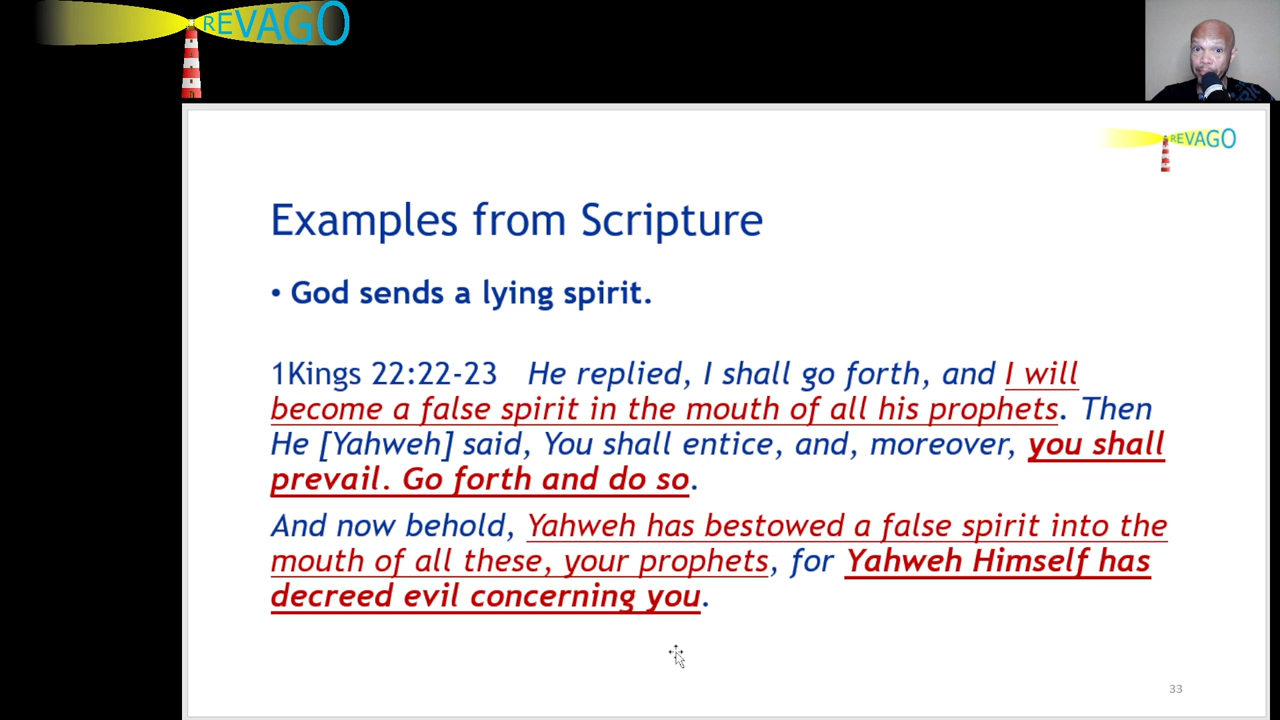 REVAGO
REVAGO
Examples from Scripture
• God sends a lying spirit.
1Kings 22:22-23 He replied, I shall go forth, and I will
become a false spirit in the mouth of all his prophets. Then
He [Yahweh] said, You shall entice, and, moreover, you shall
prevail. Go forth and do so.
And now behold, Yahweh has bestowed a false spirit into the
mouth of all these, your prophets, for Yahweh Himself has
decreed evil concerning you.
33